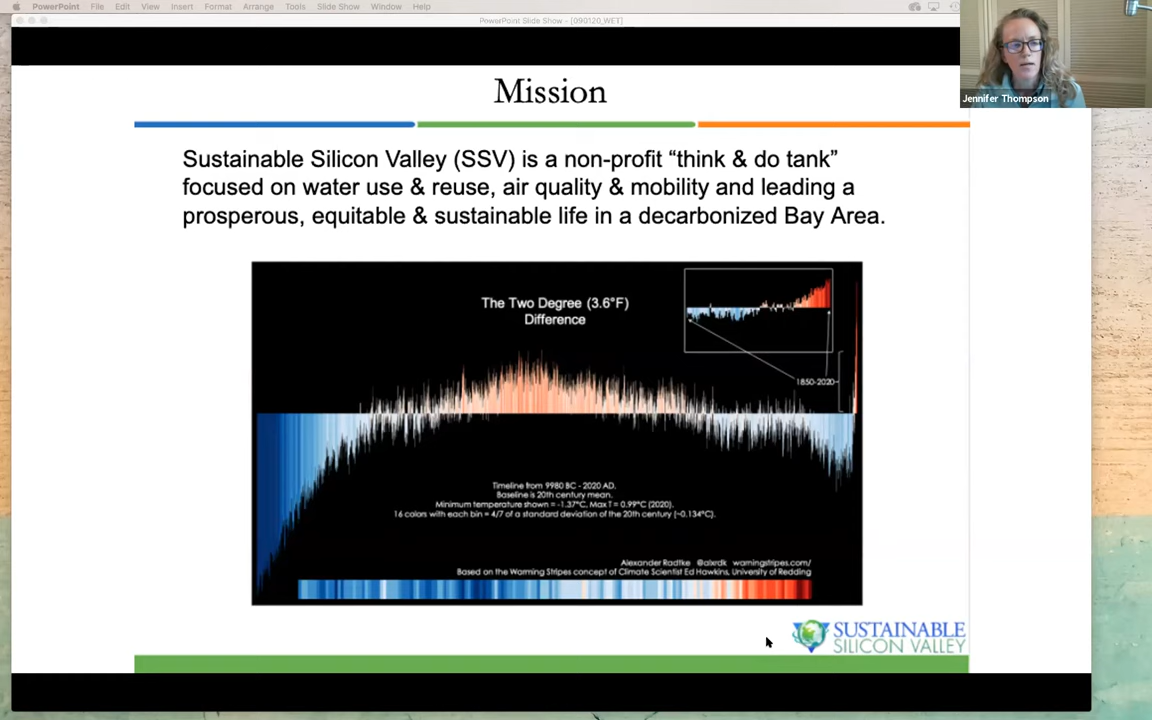 PowerPoint File Edit View Insert Format Arrange Tools Slide Show Window Help
PowerPoint Slide Show - [090120_WET]
Jennifer Thompson
Mission
Sustainable Silicon Valley (SSV) is a non-profit “think & do tank”
focused on water use & reuse, air quality & mobility and leading a
prosperous, equitable & sustainable life in a decarbonized Bay Area.
The Two Degree (3.6°F)
Difference
1850-2020
Timeline from 9980 BC - 2020 AD.
Baseline is 20th century mean.
Minimum temperature shown = -1.37°C, Max T = 0.99°C (2020).
16 colors with each bin = 4/7 of a standard deviation of the 20th century (~0.134°C).
Alexander Radtke @alxrdk warmingstripes.com/
Based on the Warming Stripes concept of Climate Scientist Ed Hawkins, University of Redding
SUSTAINABLE
SILICON VALLEY